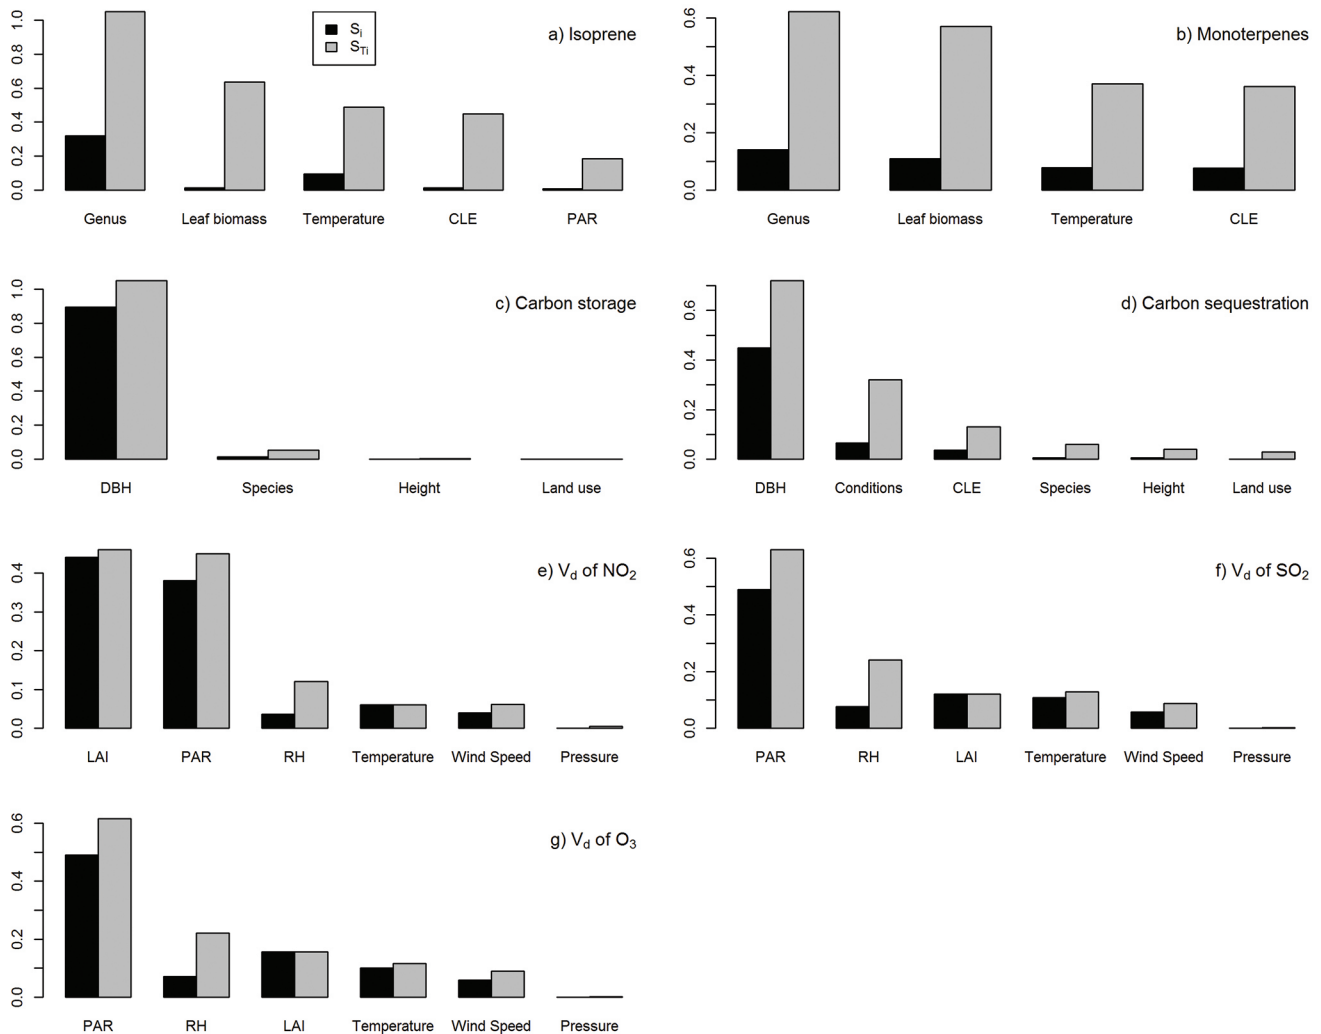 a) Isoprene
Sᵢ
S_Ti
1.0
0.8
0.6
0.4
0.2
0.0
Genus Leaf biomass Temperature CLE PAR
b) Monoterpenes
0.6
0.4
0.2
0.0
Genus Leaf biomass Temperature CLE
c) Carbon storage
1.0
0.8
0.6
0.4
0.2
0.0
DBH Species Height Land use
d) Carbon sequestration
0.6
0.4
0.2
0.0
DBH Conditions CLE Species Height Land use
e) V_d of NO₂
0.4
0.3
0.2
0.1
0.0
LAI PAR RH Temperature Wind Speed Pressure
f) V_d of SO₂
0.6
0.4
0.2
0.0
PAR RH LAI Temperature Wind Speed Pressure
g) V_d of O₃
0.6
0.4
0.2
0.0
PAR RH LAI Temperature Wind Speed Pressure